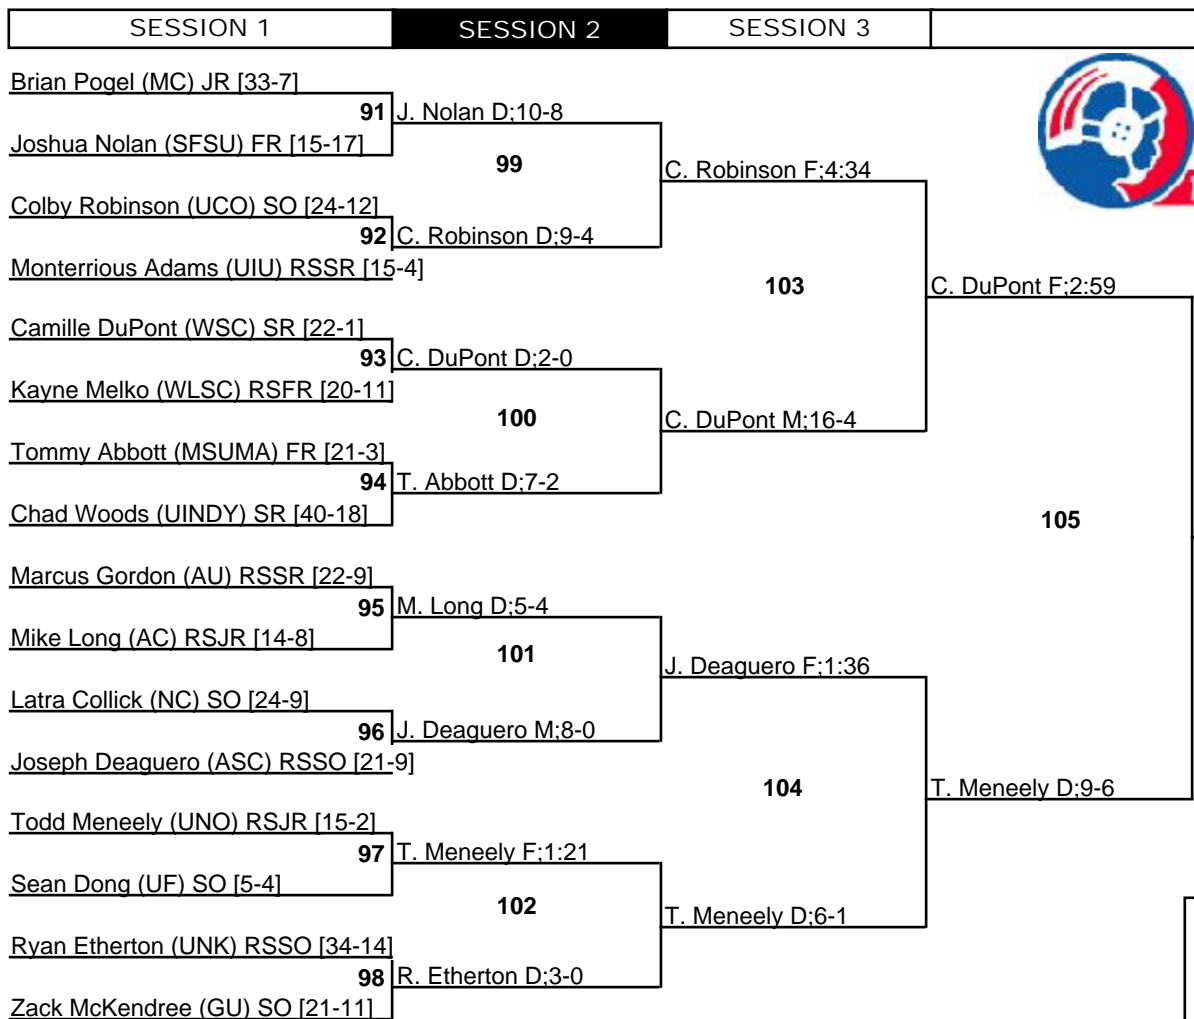 SESSION 1 SESSION 2 SESSION 3
Brian Pogel (MC) JR [33-7]
91 J. Nolan D;10-8
Joshua Nolan (SFSU) FR [15-17]
99
C. Robinson F;4:34
Colby Robinson (UCO) SO [24-12]
92 C. Robinson D;9-4
Monterrious Adams (UIU) RSSR [15-4]
103
C. DuPont F;2:59
Camille DuPont (WSC) SR [22-1]
93 C. DuPont D;2-0
Kayne Melko (WLSC) RSFR [20-11]
100
C. DuPont M;16-4
Tommy Abbott (MSUMA) FR [21-3]
94 T. Abbott D;7-2
Chad Woods (UINDY) SR [40-18]
105
Marcus Gordon (AU) RSSR [22-9]
95 M. Long D;5-4
Mike Long (AC) RSJR [14-8]
101
J. Deaguero F;1:36
Latra Collick (NC) SO [24-9]
96 J. Deaguero M;8-0
Joseph Deaguero (ASC) RSSO [21-9]
104
T. Meneely D;9-6
Todd Meneely (UNO) RSJR [15-2]
97 T. Meneely F;1:21
Sean Dong (UF) SO [5-4]
102
T. Meneely D;6-1
Ryan Etherton (UNK) RSSO [34-14]
98 R. Etherton D;3-0
Zack McKendree (GU) SO [21-11]